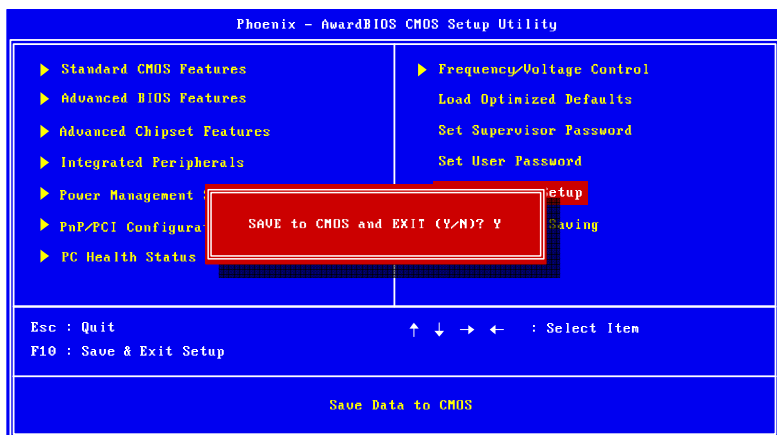 Phoenix - AwardBIOS CMOS Setup Utility
Standard CMOS Features
Advanced BIOS Features
Advanced Chipset Features
Integrated Peripherals
Power Management
PnP/PCI
PC Health Status
Frequency/Voltage Control
Load Optimized Defaults
Set Supervisor Password
Set User Password
Setup
Saving
SAVE to CMOS and EXIT (Y/N)? Y
Esc : Quit
F10 : Save & Exit Setup
↑ ↓ → ← : Select Item
Save Data to CMOS